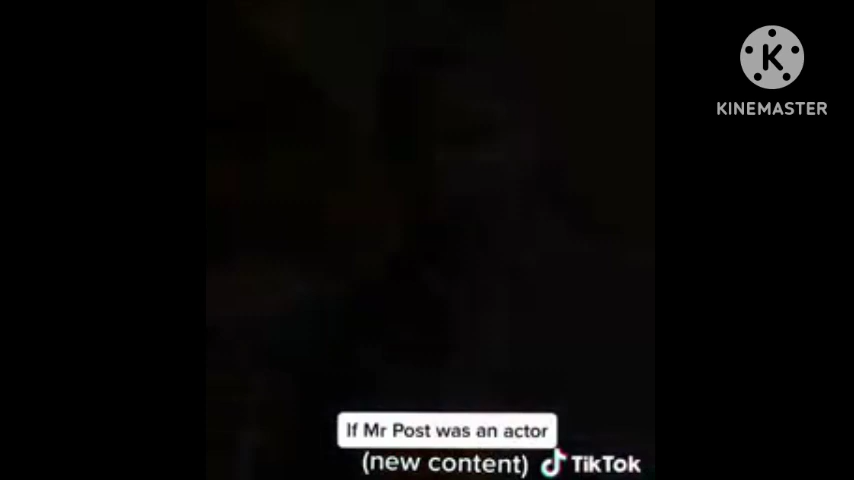 KINEMASTER
If Mr Post was an actor
(new content)
TikTok